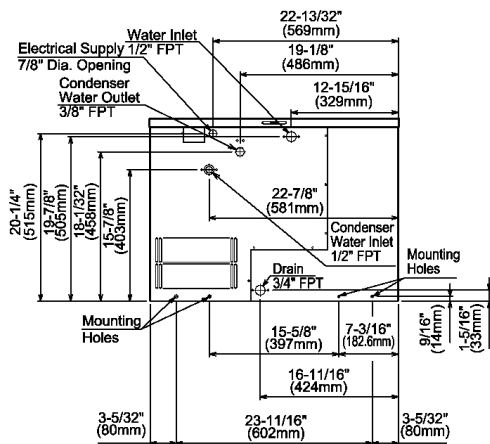 22-13/32"
(569mm)
Water Inlet
1/2" FPT
Electrical Supply
7/8" Dia. Opening
19-1/8"
(486mm)
Condenser
Water Outlet
3/8" FPT
12-15/16"
(329mm)
20-1/4"
(515mm)
19-7/8"
(505mm)
18-1/32"
(458mm)
15-7/8"
(403mm)
22-7/8"
(581mm)
Condenser
Water Inlet
1/2" FPT
Mounting
Holes
Drain
3/4" FPT
Mounting
Holes
15-5/8"
(397mm)
7-3/16"
(182.6mm)
9/16"
(14mm)
1-5/16"
(33mm)
16-11/16"
(424mm)
3-5/32"
(80mm)
23-11/16"
(602mm)
3-5/32"
(80mm)